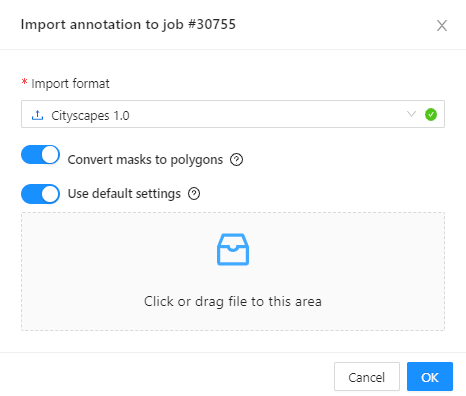 Import annotation to job #30755
* Import format
Cityscapes 1.0
Convert masks to polygons
Use default settings
Click or drag file to this area
Cancel
OK